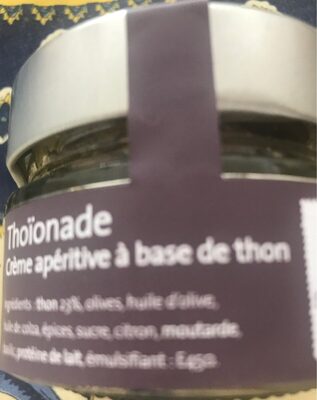 Thoïonade
Crème apéritive à base de thon
Ingrédients : thon 23%, olives, huile d'olive,
huile de colza, épices, sucre, citron, moutarde,
protéine de lait, émulsifiant : E450.